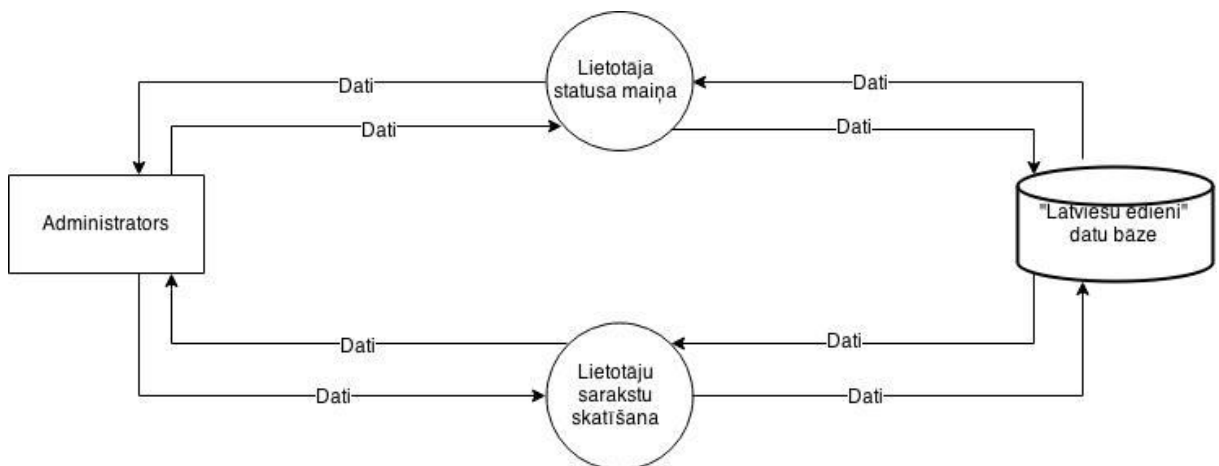 Lietotāja
statusa maiņa
Dati
Dati
Dati
Dati
Administrators
"Latviešu ēdieni"
datu bāze
Dati
Dati
Lietotāju
sarakstu
skatīšana
Dati
Dati